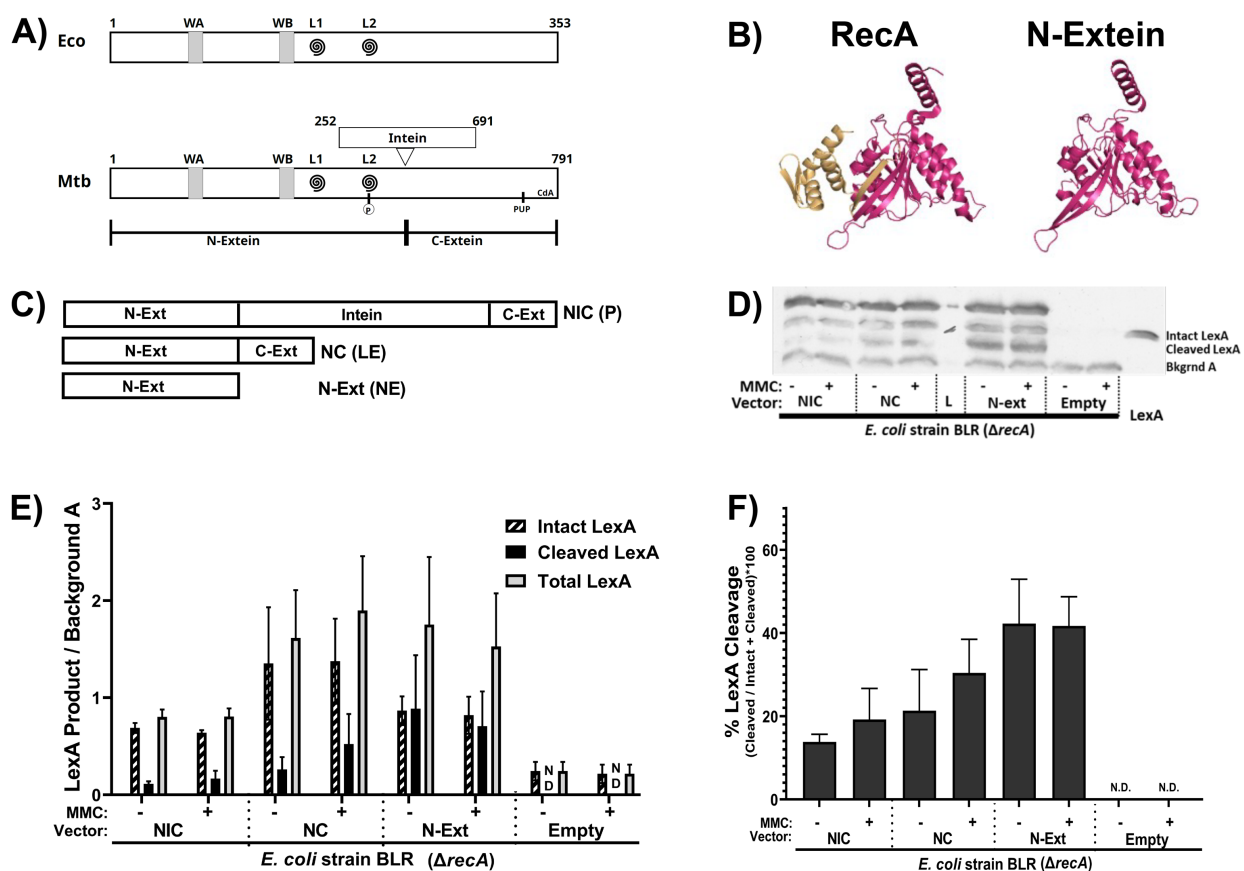 A)
1 WA WB L1 L2 353
Eco
252 691
Intein
1 WA WB L1 L2 791
Mtb
CdA
P PUP
N-Extein C-Extein
B) RecA N-Extein
C)
N-Ext Intein C-Ext NIC (P)
N-Ext C-Ext NC (LE)
N-Ext N-Ext (NE)
D)
Intact LexA
Cleaved LexA
Bkgrnd A
MMC: - + - + - + - +
Vector: NIC NC L N-ext Empty LexA
E. coli strain BLR (ΔrecA)
E)
LexA Product / Background A
3
2
1
0
Intact LexA
Cleaved LexA
Total LexA
N D N D
MMC: - + - + - + - +
Vector: NIC NC N-Ext Empty
E. coli strain BLR (ΔrecA)
F)
% LexA Cleavage
(Cleaved / Intact + Cleaved)*100
60
40
20
0
N.D. N.D.
MMC: - + - + - + - +
Vector: NIC NC N-Ext Empty
E. coli strain BLR (ΔrecA)